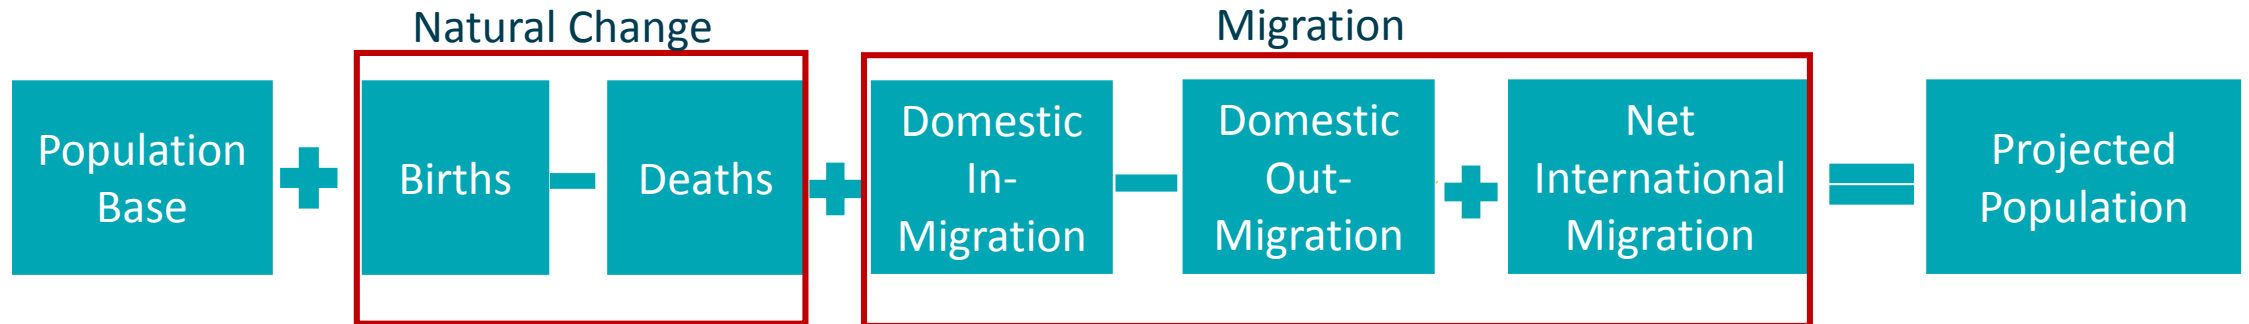 Natural Change
Migration
Population
Base
Births
Deaths
Domestic
In-
Migration
Domestic
Out-
Migration
Net
International
Migration
Projected
Population